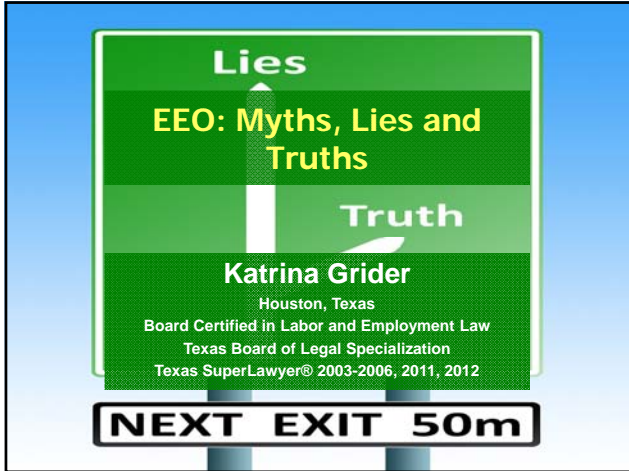 Lies
EEO: Myths, Lies and
Truths
Truth
Katrina Grider
Houston, Texas
Board Certified in Labor and Employment Law
Texas Board of Legal Specialization
Texas SuperLawyer® 2003-2006, 2011, 2012
NEXT EXIT 50m